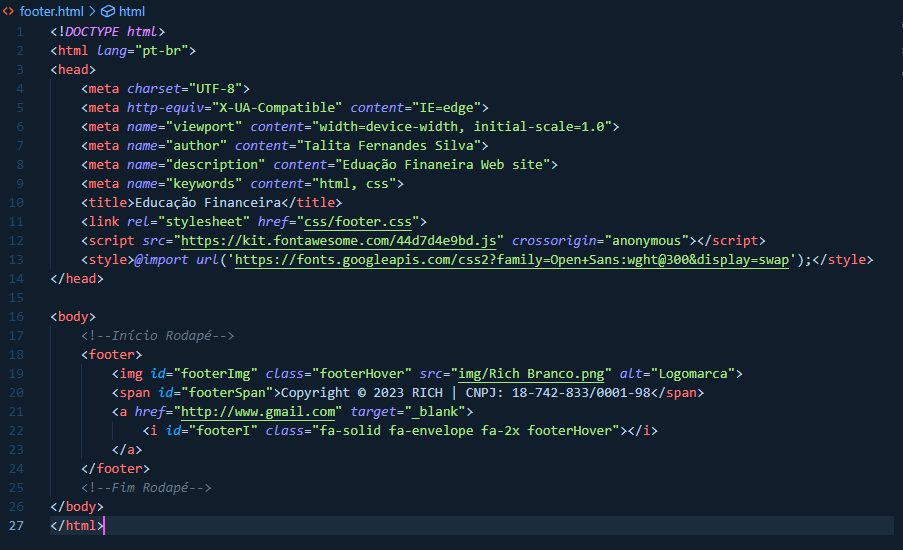 footer.html > html
1 <!DOCTYPE html>
2 <html lang="pt-br">
3 <head>
4 <meta charset="UTF-8">
5 <meta http-equiv="X-UA-Compatible" content="IE=edge">
6 <meta name="viewport" content="width=device-width, initial-scale=1.0">
7 <meta name="author" content="Talita Fernandes Silva">
8 <meta name="description" content="Eduação Finaneira Web site">
9 <meta name="keywords" content="html, css">
10 <title>Educação Financeira</title>
11 <link rel="stylesheet" href="css/footer.css">
12 <script src="https://kit.fontawesome.com/44d7d4e9bd.js" crossorigin="anonymous"></script>
13 <style>@import url('https://fonts.googleapis.com/css2?family=Open+Sans:wght@300&display=swap');</style>
14 </head>
15
16 <body>
17 <!--Início Rodapé-->
18 <footer>
19 <img id="footerImg" class="footerHover" src="img/Rich Branco.png" alt="Logomarca">
20 <span id="footerSpan">Copyright © 2023 RICH | CNPJ: 18-742-833/0001-98</span>
21 <a href="http://www.gmail.com" target="_blank">
22 <i id="footerI" class="fa-solid fa-envelope fa-2x footerHover"></i>
23 </a>
24 </footer>
25 <!--Fim Rodapé-->
26 </body>
27 </html>